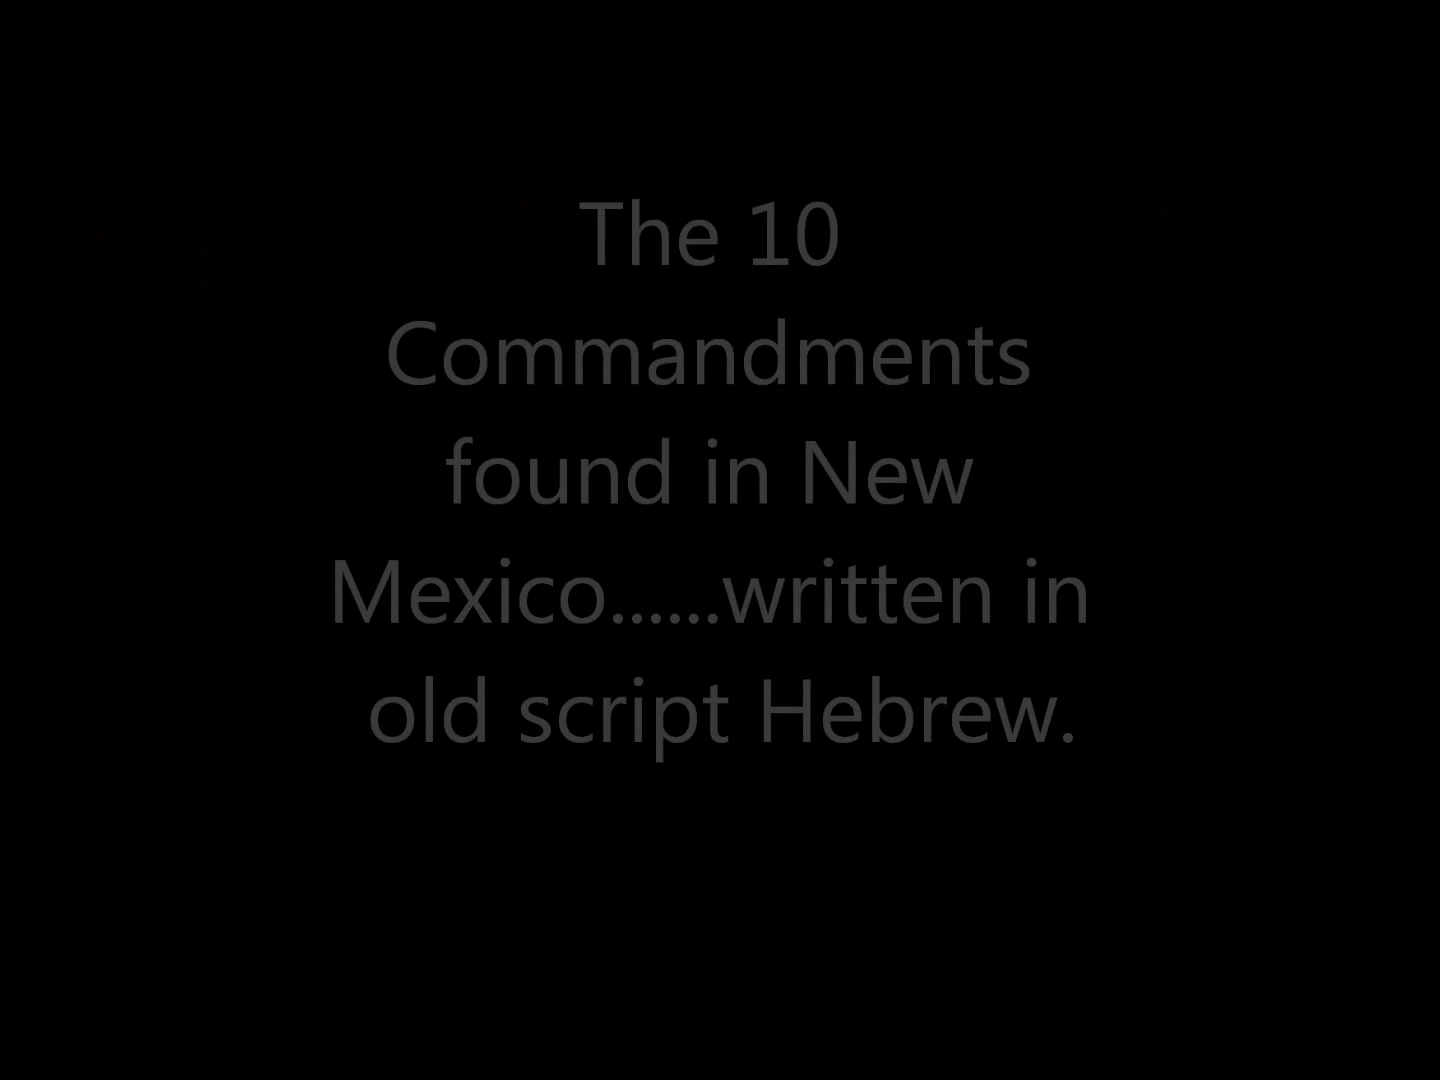 The 10
Commandments
found in New
Mexico......written in
old script Hebrew.